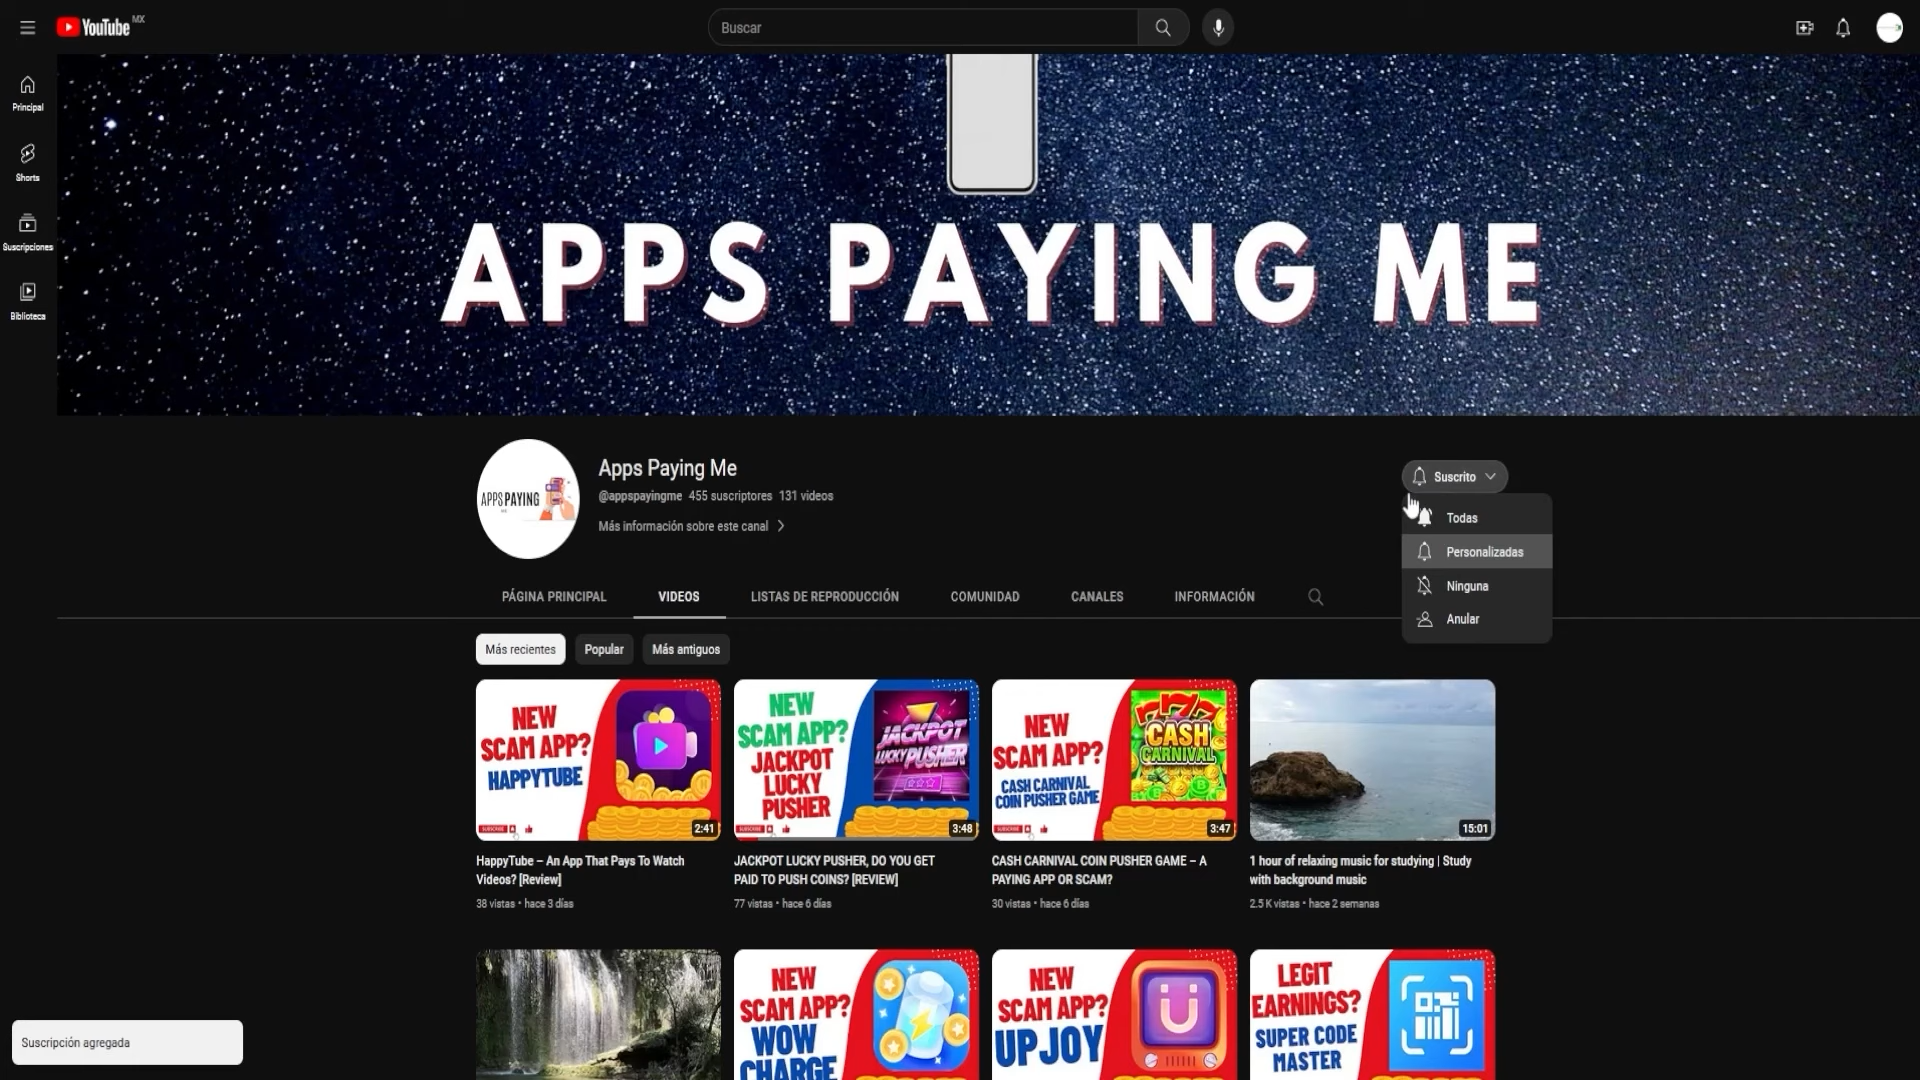 YouTube MX
Buscar
Principal
Shorts
Suscripciones
Biblioteca
APPS PAYING ME
APPS PAYING
ME
Apps Paying Me
@appspayingme 455 suscriptores 131 videos
Más información sobre este canal
Suscrito
Todas
Personalizadas
Ninguna
Anular
PÁGINA PRINCIPAL VIDEOS LISTAS DE REPRODUCCIÓN COMUNIDAD CANALES INFORMACIÓN
Más recientes Popular Más antiguos
NEW
SCAM APP?
HAPPYTUBE
SUBSCRIBE
2:41
NEW
SCAM APP?
JACKPOT
LUCKY
PUSHER
JACKPOT
LUCKY PUSHER
SUBSCRIBE
3:48
NEW
SCAM APP?
CASH CARNIVAL
COIN PUSHER GAME
777
CASH
CARNIVAL
SUBSCRIBE
3:47
15:01
HappyTube – An App That Pays To Watch
Videos? [Review]
38 vistas • hace 3 días
JACKPOT LUCKY PUSHER, DO YOU GET
PAID TO PUSH COINS? [REVIEW]
77 vistas • hace 6 días
CASH CARNIVAL COIN PUSHER GAME – A
PAYING APP OR SCAM?
30 vistas • hace 6 días
1 hour of relaxing music for studying | Study
with background music
2.5 K vistas • hace 2 semanas
NEW
SCAM APP?
WOW
CHARGE
NEW
SCAM APP?
UPJOY
LEGIT
EARNINGS?
SUPER CODE
MASTER
Suscripción agregada